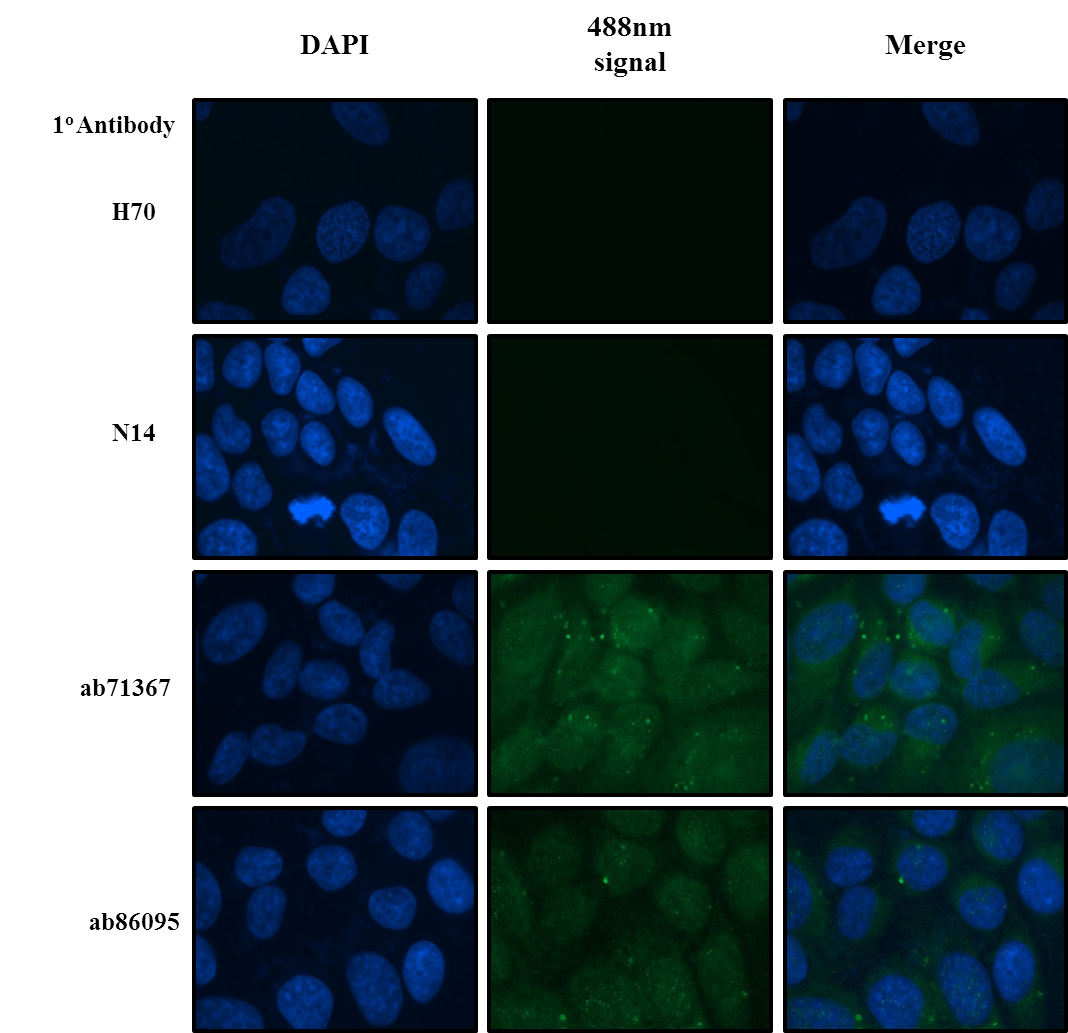 DAPI
488nm
signal
Merge
1º Antibody
H70
N14
ab71367
ab86095